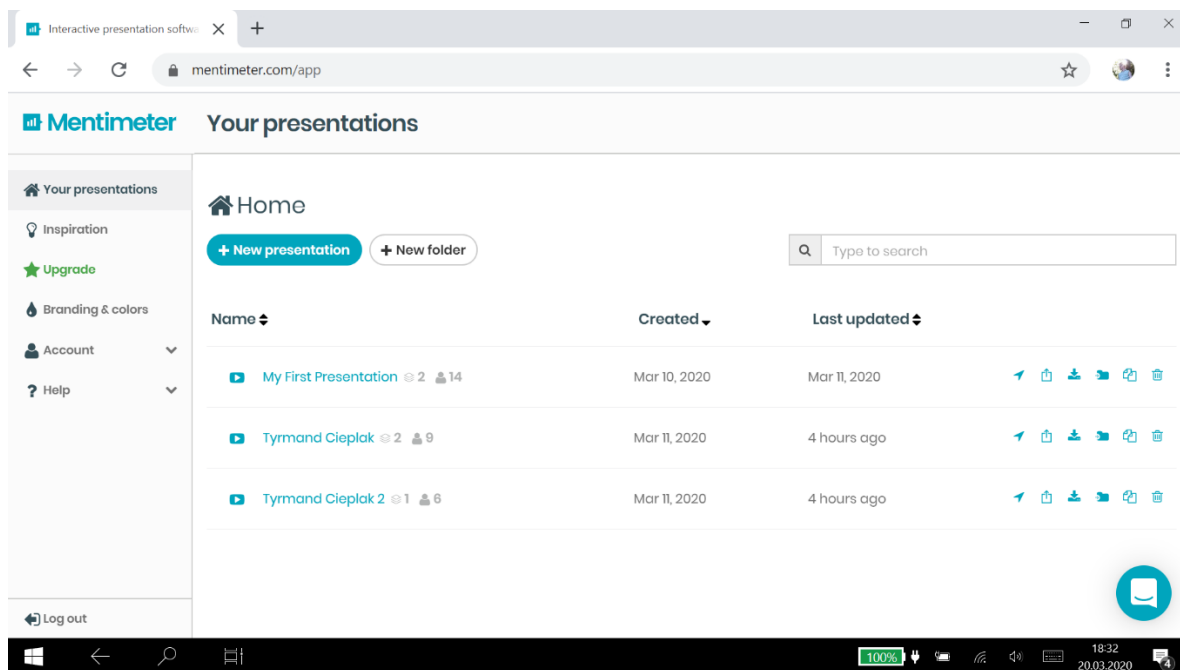 Interactive presentation softwa
mentimeter.com/app
Mentimeter
Your presentations
Your presentations
Inspiration
Upgrade
Branding & colors
Account
? Help
Log out
Home
+ New presentation
+ New folder
Type to search
Name Created Last updated
My First Presentation 2 14 Mar 10, 2020 Mar 11, 2020
Tyrmand Cieplak 2 9 Mar 11, 2020 4 hours ago
Tyrmand Cieplak 2 1 6 Mar 11, 2020 4 hours ago
100%
18:32
20.03.2020
4